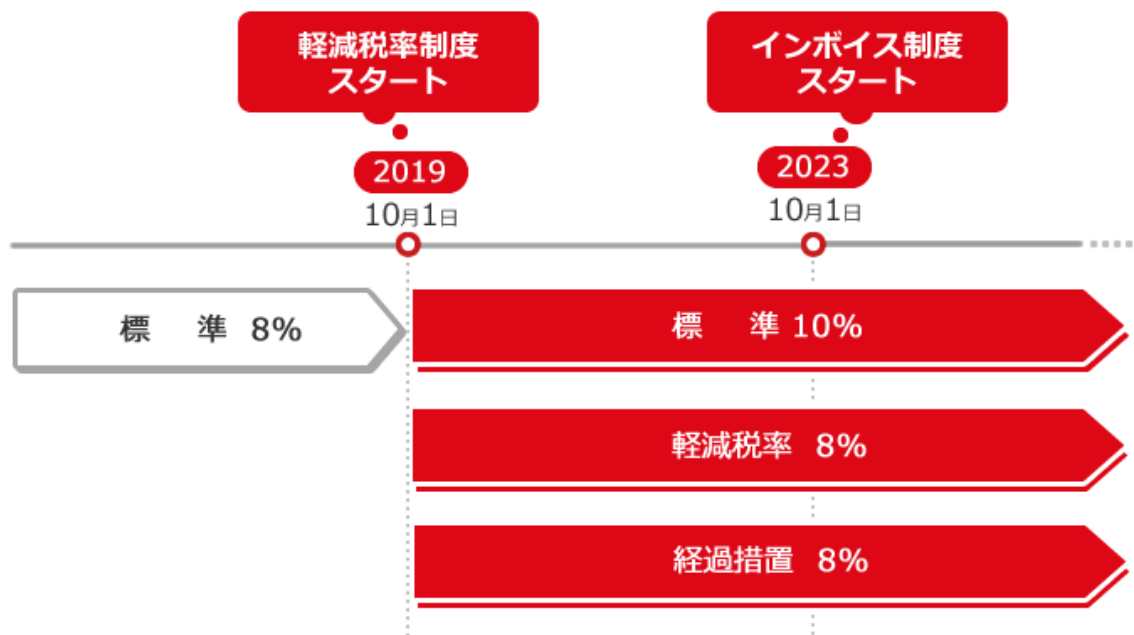 軽減税率制度
スタート
インボイス制度
スタート
2019
10月1日
2023
10月1日
標 準 8%
標 準 10%
軽減税率 8%
経過措置 8%